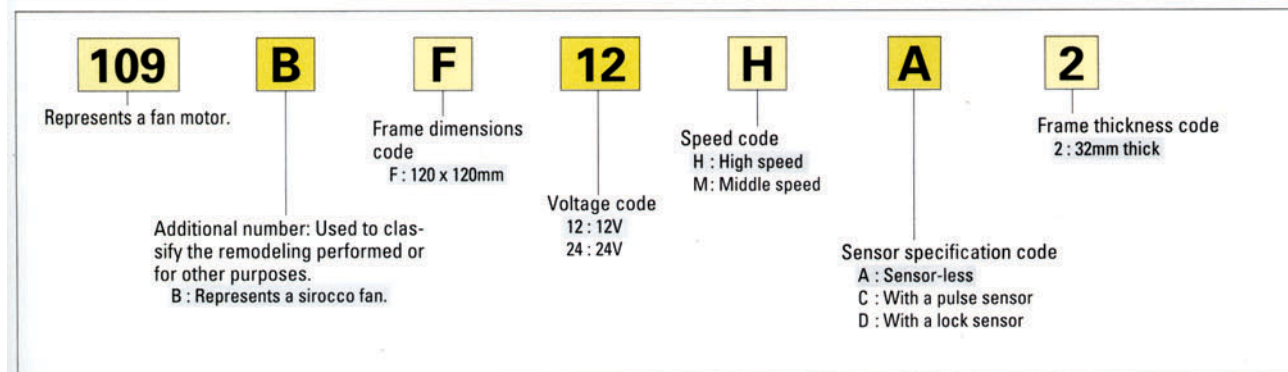 109 B F 12 H A 2
Represents a fan motor.
Additional number: Used to clas-
sify the remodeling performed or
for other purposes.
B : Represents a sirocco fan.
Frame dimensions
code
F : 120 x 120mm
Voltage code
12 : 12V
24 : 24V
Speed code
H : High speed
M: Middle speed
Sensor specification code
A : Sensor-less
C : With a pulse sensor
D : With a lock sensor
Frame thickness code
2 : 32mm thick